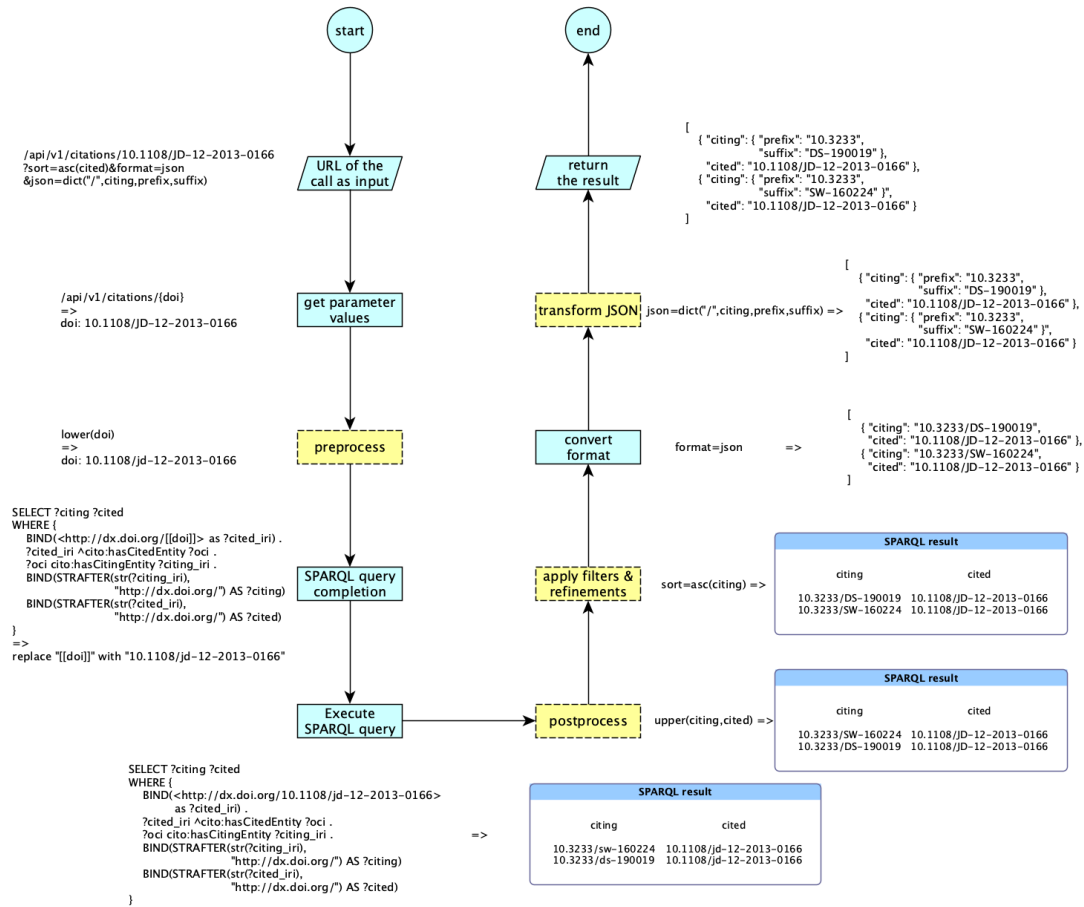 start
/api/v1/citations/10.1108/JD-12-2013-0166
?sort=asc(cited)&format=json
&json=dict("/",citing,prefix,suffix)
URL of the
call as input
/api/v1/citations/{doi}
=>
doi: 10.1108/JD-12-2013-0166
get parameter
values
lower(doi)
=>
doi: 10.1108/jd-12-2013-0166
preprocess
SELECT ?citing ?cited
WHERE {
BIND(<http://dx.doi.org/[[doi]]> as ?cited_iri) .
?cited_iri ^cito:hasCitedEntity ?oci .
?oci cito:hasCitingEntity ?citing_iri .
BIND(STRAFTER(str(?citing_iri),
"http://dx.doi.org/") AS ?citing)
BIND(STRAFTER(str(?cited_iri),
"http://dx.doi.org/") AS ?cited)
}
=>
replace "[[doi]]" with "10.1108/jd-12-2013-0166"
SPARQL query
completion
Execute
SPARQL query
SELECT ?citing ?cited
WHERE {
BIND(<http://dx.doi.org/10.1108/jd-12-2013-0166>
as ?cited_iri) .
?cited_iri ^cito:hasCitedEntity ?oci .
?oci cito:hasCitingEntity ?citing_iri .
BIND(STRAFTER(str(?citing_iri),
"http://dx.doi.org/") AS ?citing)
BIND(STRAFTER(str(?cited_iri),
"http://dx.doi.org/") AS ?cited)
}
=>
SPARQL result
citing cited
10.3233/sw-160224 10.1108/jd-12-2013-0166
10.3233/ds-190019 10.1108/jd-12-2013-0166
postprocess
upper(citing,cited) =>
SPARQL result
citing cited
10.3233/SW-160224 10.1108/JD-12-2013-0166
10.3233/DS-190019 10.1108/JD-12-2013-0166
apply filters &
refinements
sort=asc(citing) =>
SPARQL result
citing cited
10.3233/DS-190019 10.1108/JD-12-2013-0166
10.3233/SW-160224 10.1108/JD-12-2013-0166
convert
format
format=json =>
[
{ "citing": "10.3233/DS-190019",
"cited": "10.1108/JD-12-2013-0166" },
{ "citing": "10.3233/SW-160224",
"cited": "10.1108/JD-12-2013-0166" }
]
transform JSON
json=dict("/",citing,prefix,suffix) =>
[
{ "citing": { "prefix": "10.3233",
"suffix": "DS-190019" },
"cited": "10.1108/JD-12-2013-0166" },
{ "citing": { "prefix": "10.3233",
"suffix": "SW-160224" }",
"cited": "10.1108/JD-12-2013-0166" }
]
return
the result
[
{ "citing": { "prefix": "10.3233",
"suffix": "DS-190019" },
"cited": "10.1108/JD-12-2013-0166" },
{ "citing": { "prefix": "10.3233",
"suffix": "SW-160224" }",
"cited": "10.1108/JD-12-2013-0166" }
]
end